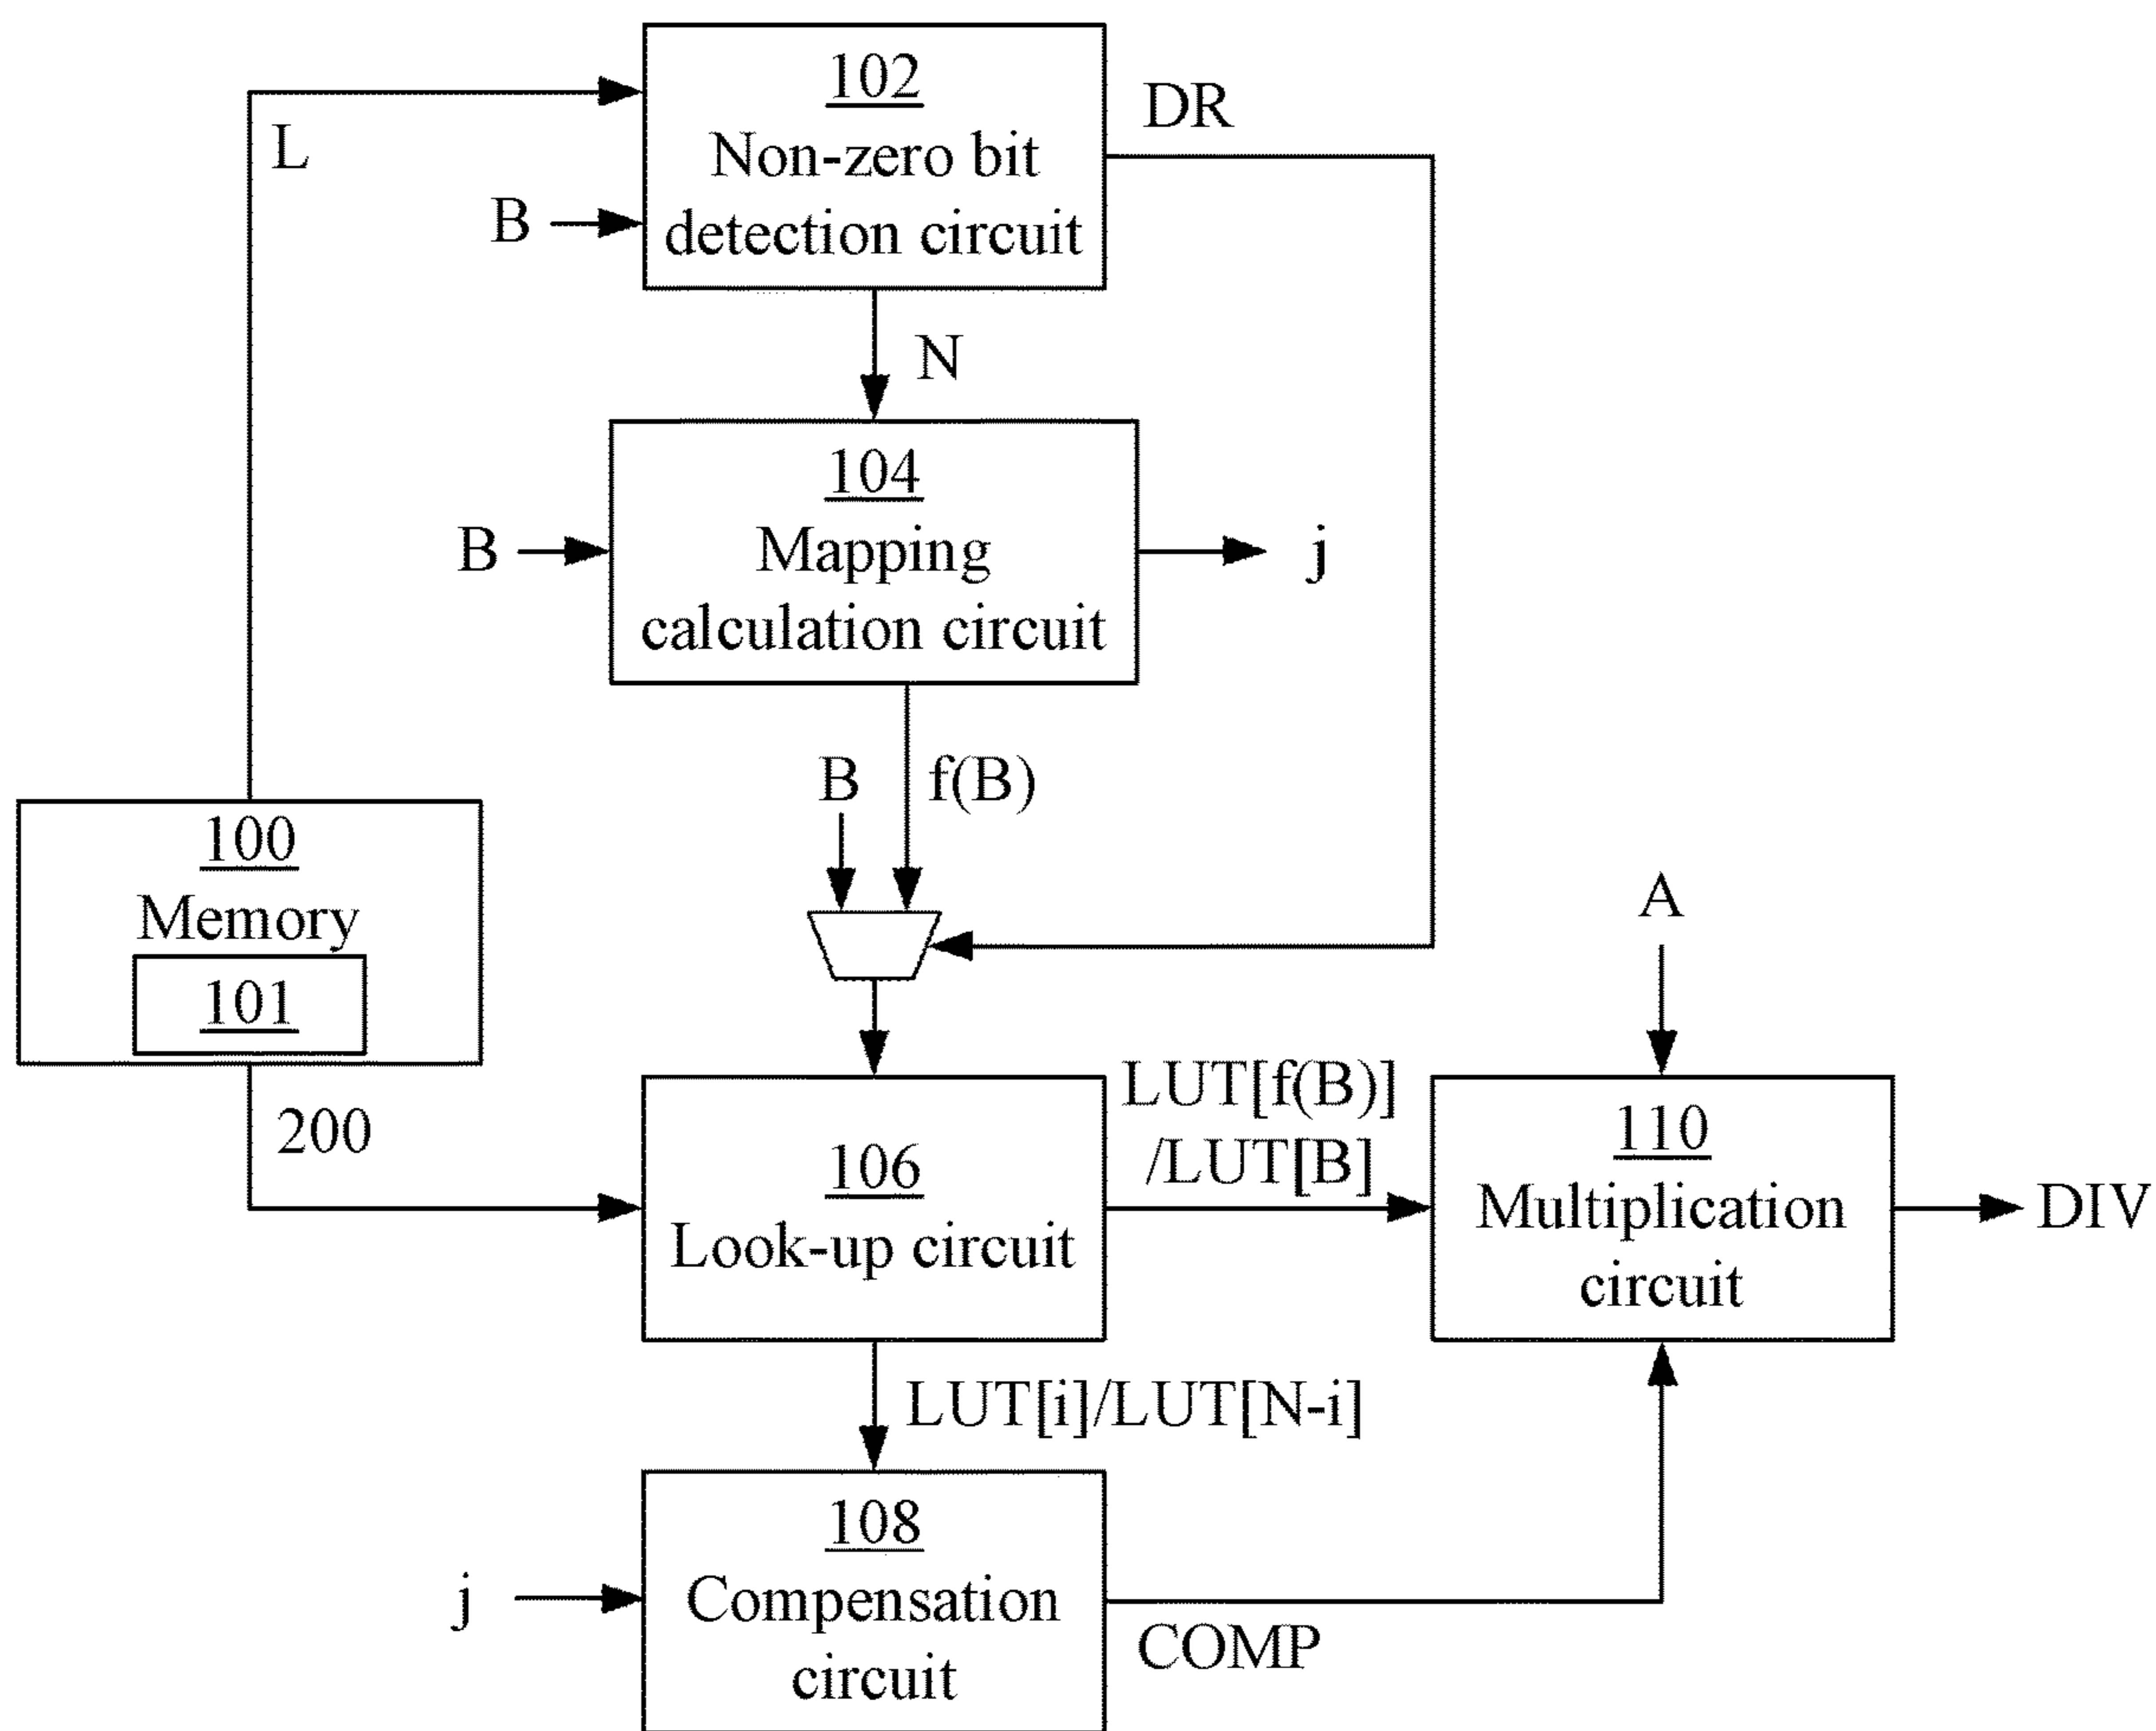 102
Non-zero bit
detection circuit
DR
L
B
N
104
Mapping
calculation circuit
B
j
B
f(B)
100
Memory
101
A
200
106
Look-up circuit
LUT[f(B)]
/LUT[B]
110
Multiplication
circuit
DIV
LUT[i]/LUT[N-i]
108
Compensation
circuit
j
COMP